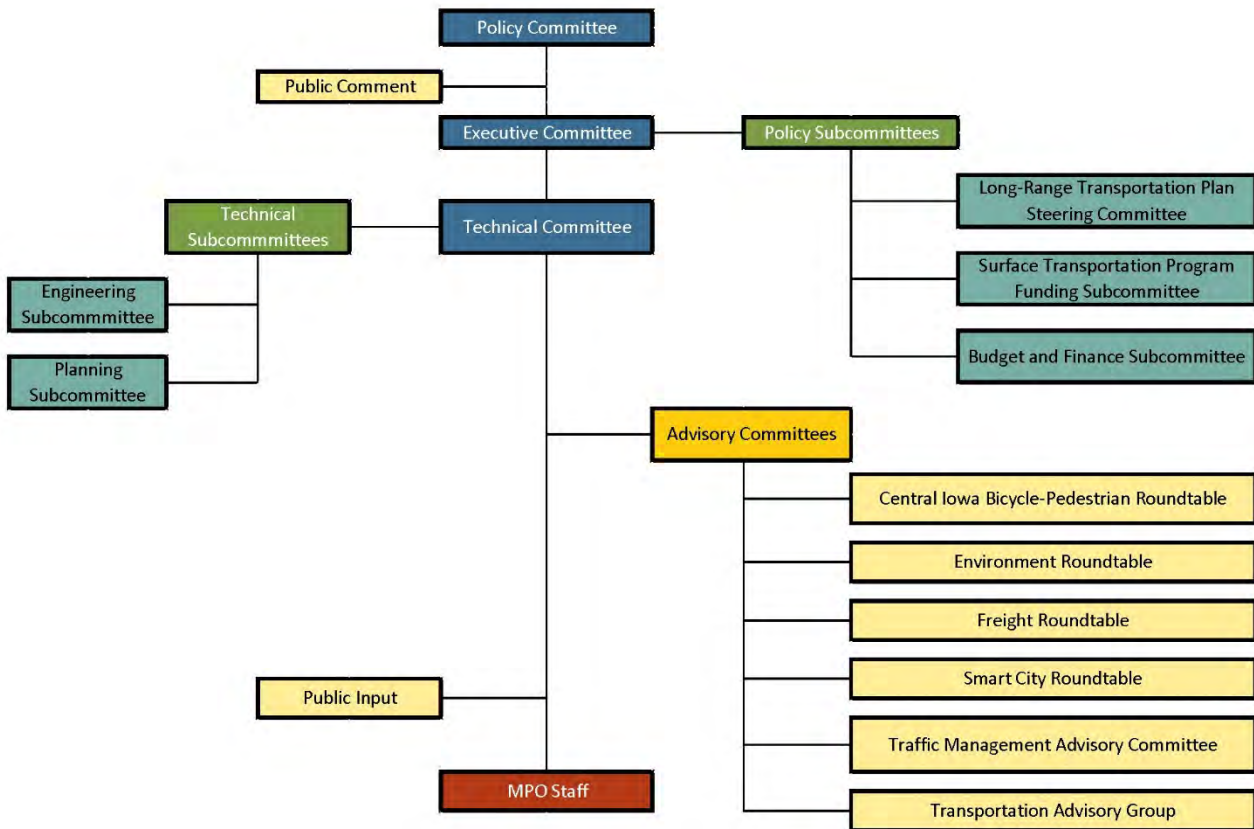 Policy Committee
Public Comment
Executive Committee
Policy Subcommittees
Long-Range Transportation Plan
Steering Committee
Technical
Subcommmittees
Technical Committee
Surface Transportation Program
Funding Subcommittee
Engineering
Subcommmittee
Budget and Finance Subcommittee
Planning
Subcommittee
Advisory Committees
Central Iowa Bicycle-Pedestrian Roundtable
Environment Roundtable
Freight Roundtable
Smart City Roundtable
Public Input
Traffic Management Advisory Committee
MPO Staff
Transportation Advisory Group